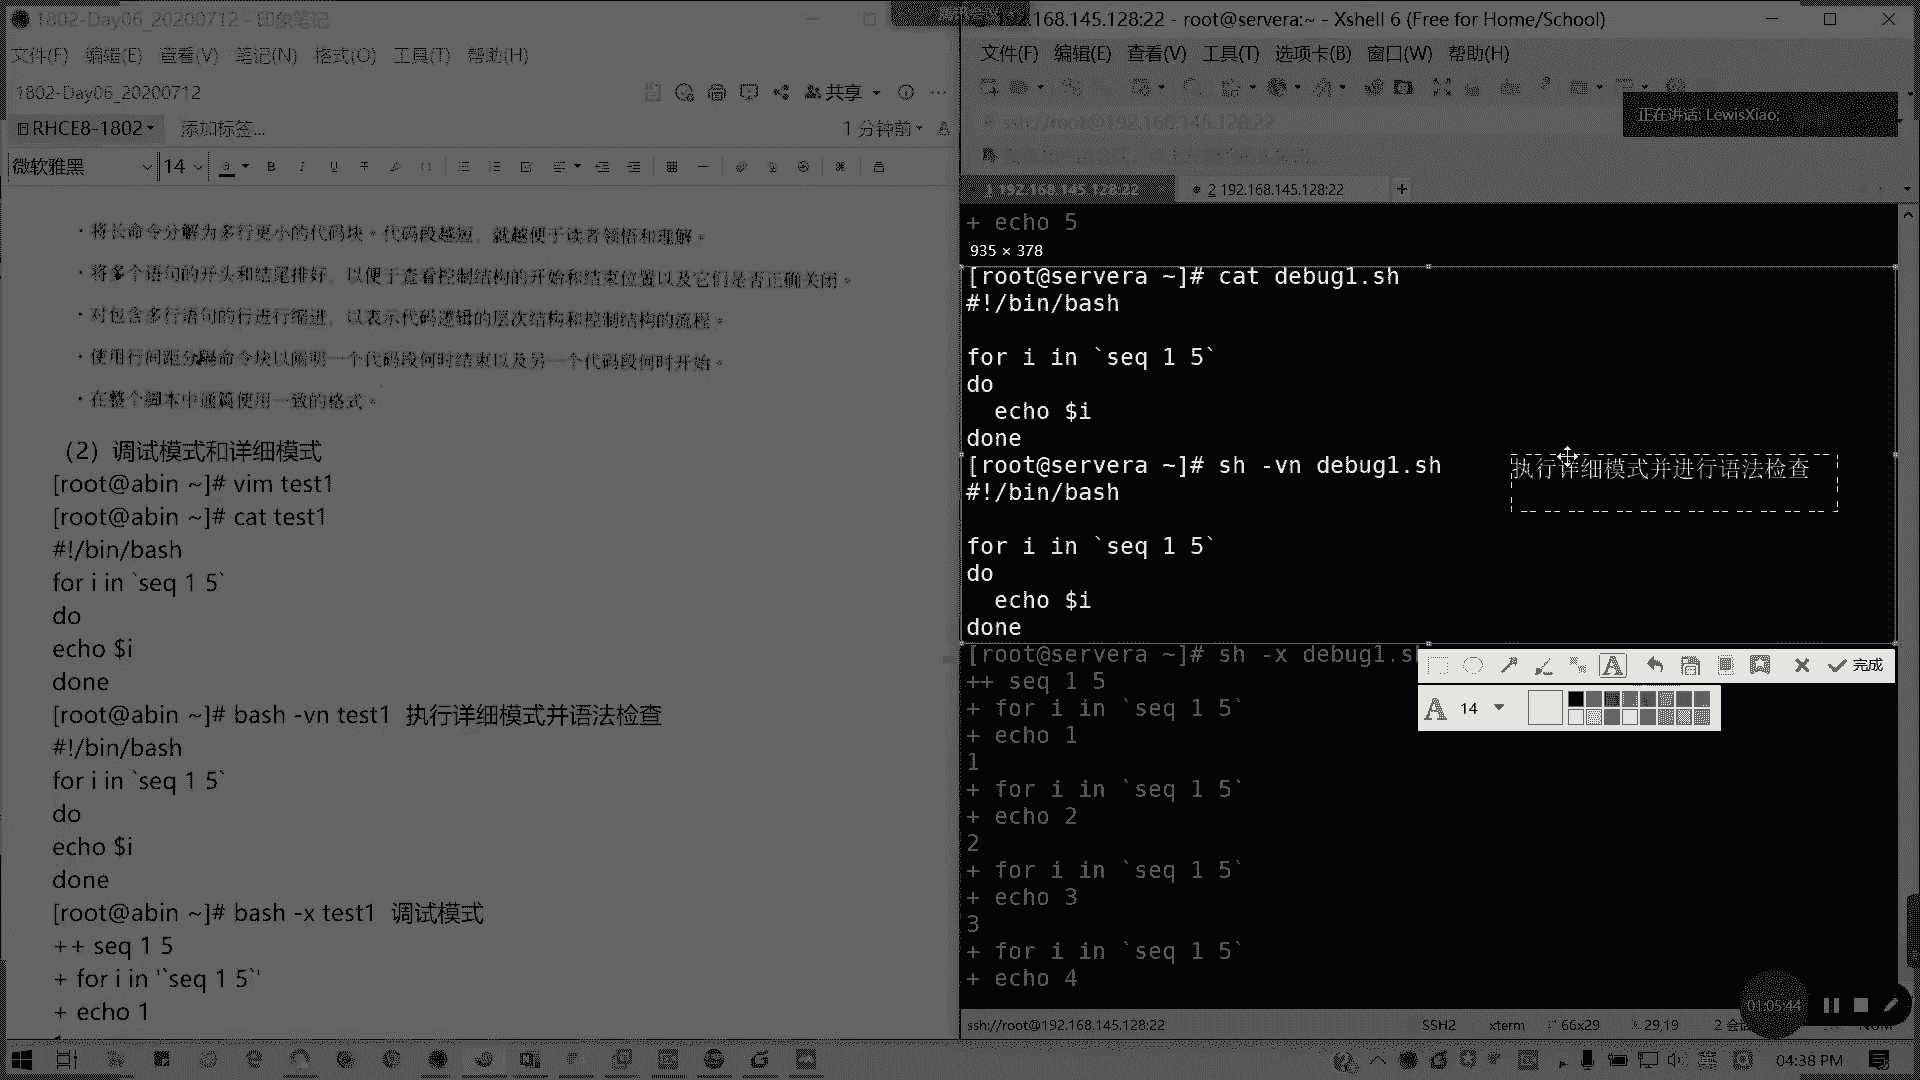 1802-Day06_20200712 - 印象笔记
文件(F) 编辑(E) 查看(V) 笔记(N) 格式(O) 工具(T) 帮助(H)
1802-Day06_20200712
共享
RHCE8-1802
添加标签...
1 分钟前
微软雅黑
14
· 将长命令分解为多行更小的代码块。代码段越短，就越便于读者领悟和理解。
· 将多个语句的开头和结尾排好，以便于查看控制结构的开始和结束位置以及它们是否正确关闭。
· 对包含多行语句的行进行缩进，以表示代码逻辑的层次结构和控制结构的流程。
· 使用行间距分隔命令块以阐明一个代码段何时结束以及另一个代码段何时开始。
· 在整个脚本中通篇使用一致的格式。
（2）调试模式和详细模式
[root@abin ~]# vim test1
[root@abin ~]# cat test1
#!/bin/bash
for i in `seq 1 5`
do
echo $i
done
[root@abin ~]# bash -vn test1 执行详细模式并语法检查
#!/bin/bash
for i in `seq 1 5`
do
echo $i
done
[root@abin ~]# bash -x test1 调试模式
++ seq 1 5
+ for i in '`seq 1 5`'
+ echo 1
192.168.145.128:22 - root@servera:~ - Xshell 6 (Free for Home/School)
文件(F) 编辑(E) 查看(V) 工具(T) 选项卡(B) 窗口(W) 帮助(H)
ssh://root@192.168.145.128:22
正在讲话: LewisXiao;
1 192.168.145.128:22
2 192.168.145.128:22
+ echo 5
935 × 378
[root@servera ~]# cat debug1.sh
#!/bin/bash
for i in `seq 1 5`
do
echo $i
done
[root@servera ~]# sh -vn debug1.sh
执行详细模式并进行语法检查
#!/bin/bash
for i in `seq 1 5`
do
echo $i
done
[root@servera ~]# sh -x debug1.sh
++ seq 1 5
+ for i in `seq 1 5`
+ echo 1
1
+ for i in `seq 1 5`
+ echo 2
2
+ for i in `seq 1 5`
+ echo 3
3
+ for i in `seq 1 5`
+ echo 4
完成
A 14
01:05:44
ssh://root@192.168.145.128:22
SSH2
xterm
66x29
29,19
04:38 PM